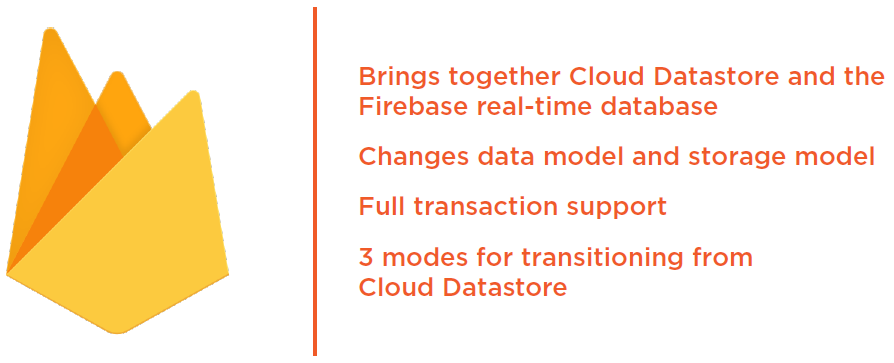 Brings together Cloud Datastore and the
Firebase real-time database
Changes data model and storage model
Full transaction support
3 modes for transitioning from
Cloud Datastore